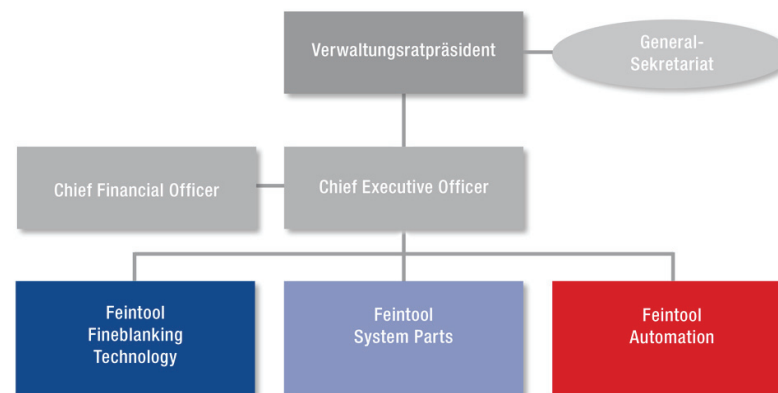 Verwaltungsratpräsident
General-
Sekretariat
Chief Financial Officer
Chief Executive Officer
Feintool
Fineblanking
Technology
Feintool
System Parts
Feintool
Automation